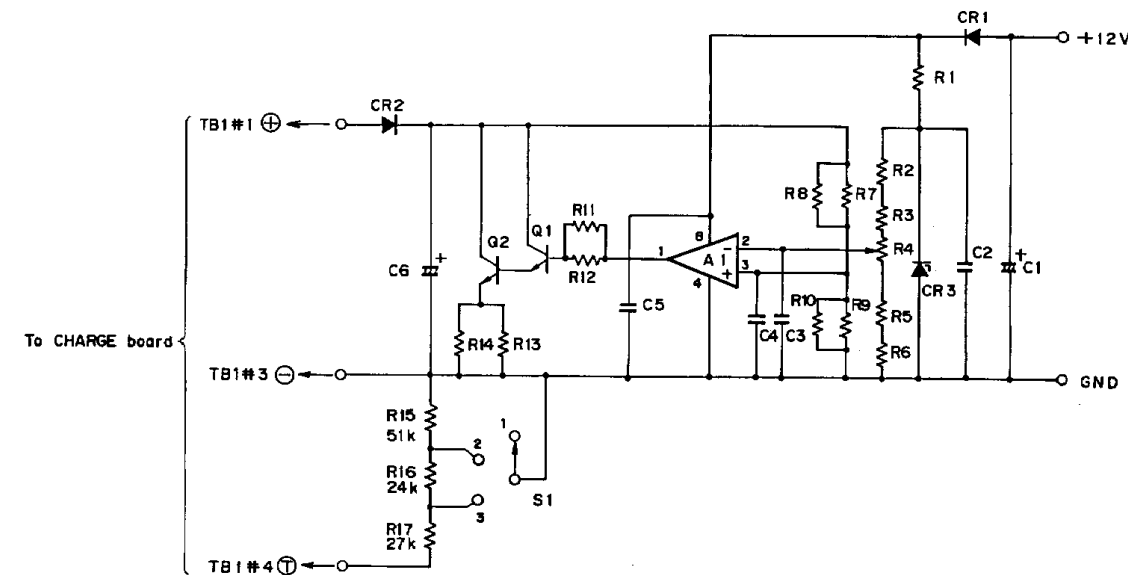 CR1
+12V
R1
CR2
TB1#1 +
R2
R8
R7
R11
R3
Q1
Q2
8
2
R4
1
A1
-
C2
+
C6
R12
3
+
+
C1
4
CR3
C5
R10
R9
R5
C4
C3
To CHARGE board
R14
R13
R6
TB1#3 -
GND
R15
51k
1
2
R16
24k
S1
3
R17
27k
TB1#4 T